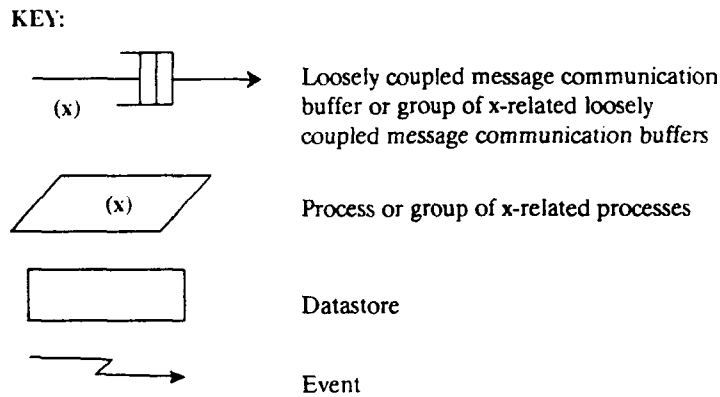 KEY:
(x)
Loosely coupled message communication
buffer or group of x-related loosely
coupled message communication buffers
(x)
Process or group of x-related processes
Datastore
Event